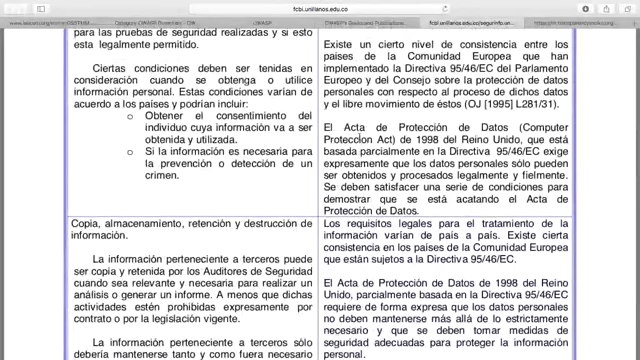 fcbi.unillanos.edu.co
OWASP
fcbi.unillanos.edu.co/segurinfo.un...
para las pruebas de seguridad realizadas y si esto
esta legalmente permitido.
Ciertas condiciones deben ser tenidas en
consideración cuando se obtenga o utilice
información personal. Estas condiciones varían de
acuerdo a los países y podrían incluir:
o Obtener el consentimiento del
individuo cuya información va a ser
obtenida y utilizada.
o Si la información es necesaria para
la prevención o detección de un
crimen.
Existe un cierto nivel de consistencia entre los
países de la Comunidad Europea que han
implementado la Directiva 95/46/EC del Parlamento
Europeo y del Consejo sobre la protección de datos
personales con respecto al proceso de dichos datos
y el libre movimiento de éstos (OJ [1995] L281/31).
El Acta de Protección de Datos (Computer
Protection Act) de 1998 del Reino Unido, que está
basada parcialmente en la Directiva 95/46/EC exige
expresamente que los datos personales sólo pueden
ser obtenidos y procesados legalmente y fielmente.
Se deben satisfacer una serie de condiciones para
demostrar que se está acatando el Acta de
Protección de Datos.
Copia, almacenamiento, retención y destrucción de
información.
La información perteneciente a terceros puede
ser copia y retenida por los Auditores de Seguridad
cuando sea relevante y necesaria para realizar un
análisis o generar un informe. A menos que dichas
actividades estén prohibidas expresamente por
contrato o por la legislación vigente.
La información perteneciente a terceros sólo
debería mantenerse tanto y como fuera necesario
Los requisitos legales para el tratamiento de la
información varían de país a país. Existe cierta
consistencia en los países de la Comunidad Europea
que están sujetos a la Directiva 95/46/EC.
El Acta de Protección de Datos de 1998 del Reino
Unido, parcialmente basada en la Directiva 95/46/EC
requiere de forma expresa que los datos personales
no deben mantenerse más allá de lo estrictamente
necesario y que se deben tomar medidas de
seguridad adecuadas para proteger la información
personal.